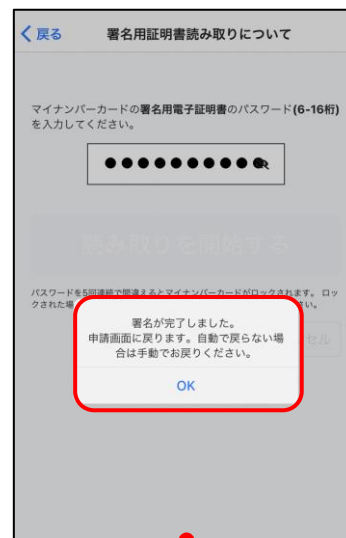 戻る 署名用証明書読み取りについて
マイナンバーカードの署名用電子証明書のパスワード(6-16桁)
を入力してください。
読み取りを開始する
パスワードを5回連続で間違えるとマイナンバーカードがロックされます。 ロッ
クされた場
さい。
セル
署名が完了しました。
申請画面に戻ります。自動で戻らない場
合は手動でお戻りください。
OK